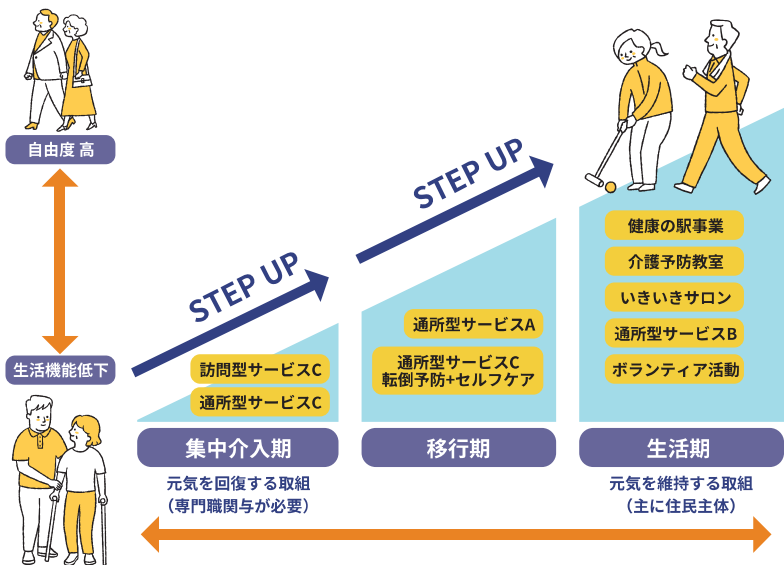 自由度 高
生活機能低下
STEP UP
STEP UP
訪問型サービスC
通所型サービスC
通所型サービスA
通所型サービスC
転倒予防+セルフケア
健康の駅事業
介護予防教室
いきいきサロン
通所型サービスB
ボランティア活動
集中介入期
移行期
生活期
元気を回復する取組
（専門職関与が必要）
元気を維持する取組
（主に住民主体）